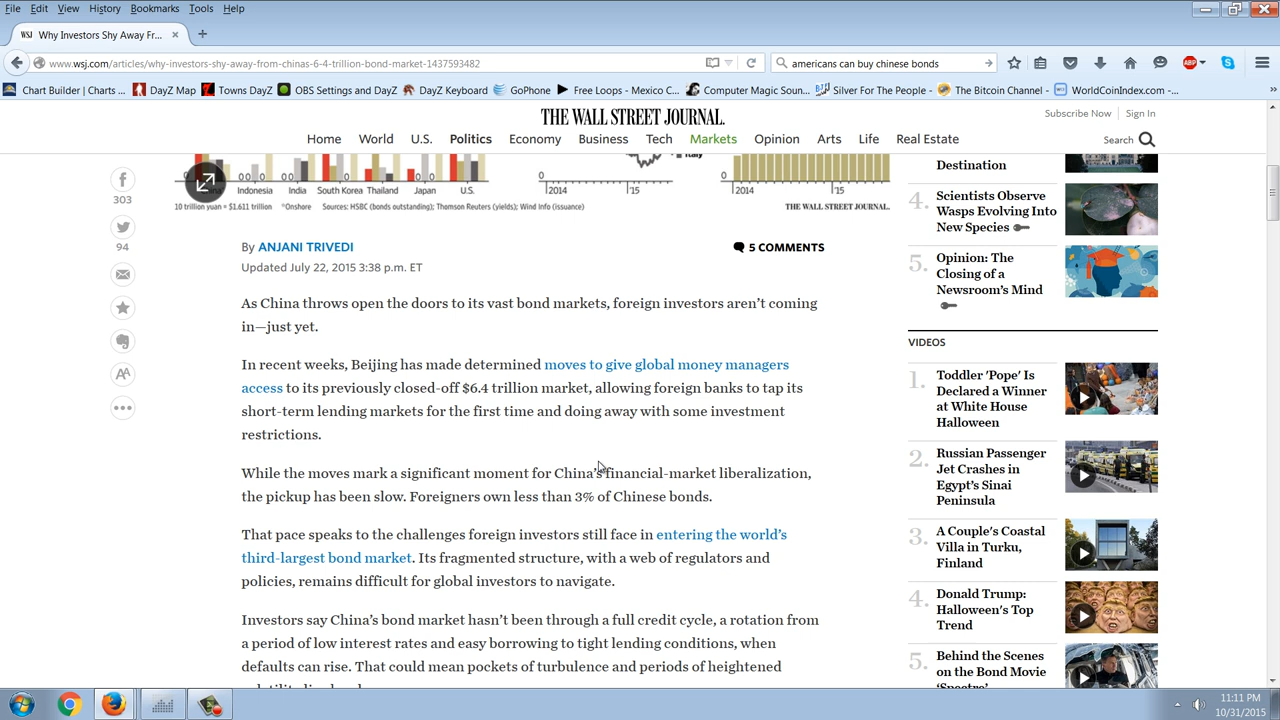 File Edit View History Bookmarks Tools Help
WSJ Why Investors Shy Away Fr...
www.wsj.com/articles/why-investors-shy-away-from-chinas-6-4-trillion-bond-market-1437593482
americans can buy chinese bonds
ABP
Chart Builder | Charts ... DayZ Map Towns DayZ OBS Settings and DayZ DayZ Keyboard GoPhone Free Loops - Mexico C... Computer Magic Soun... Silver For The People - ... The Bitcoin Channel - ... WorldCoinIndex.com -...
THE WALL STREET JOURNAL.
Subscribe Now | Sign In
Home World U.S. Politics Economy Business Tech Markets Opinion Arts Life Real Estate
Search
Italy
Indonesia India South Korea Thailand Japan U.S.
2014 15
2014 15
10 trillion yuan = $1.611 trillion *Onshore Sources: HSBC (bonds outstanding); Thomson Reuters (yields); Wind Info (issuance)
THE WALL STREET JOURNAL.
303
94
AA
By ANJANI TRIVEDI
5 COMMENTS
Updated July 22, 2015 3:38 p.m. ET
As China throws open the doors to its vast bond markets, foreign investors aren't coming
in—just yet.
In recent weeks, Beijing has made determined moves to give global money managers
access to its previously closed-off $6.4 trillion market, allowing foreign banks to tap its
short-term lending markets for the first time and doing away with some investment
restrictions.
While the moves mark a significant moment for China's financial-market liberalization,
the pickup has been slow. Foreigners own less than 3% of Chinese bonds.
That pace speaks to the challenges foreign investors still face in entering the world's
third-largest bond market. Its fragmented structure, with a web of regulators and
policies, remains difficult for global investors to navigate.
Investors say China's bond market hasn't been through a full credit cycle, a rotation from
a period of low interest rates and easy borrowing to tight lending conditions, when
defaults can rise. That could mean pockets of turbulence and periods of heightened
Destination
4. Scientists Observe
Wasps Evolving Into
New Species
5. Opinion: The
Closing of a
Newsroom's Mind
VIDEOS
1. Toddler 'Pope' Is
Declared a Winner
at White House
Halloween
2. Russian Passenger
Jet Crashes in
Egypt's Sinai
Peninsula
3. A Couple's Coastal
Villa in Turku,
Finland
4. Donald Trump:
Halloween's Top
Trend
5. Behind the Scenes
on the Bond Movie
'Spectre'
11:11 PM
10/31/2015